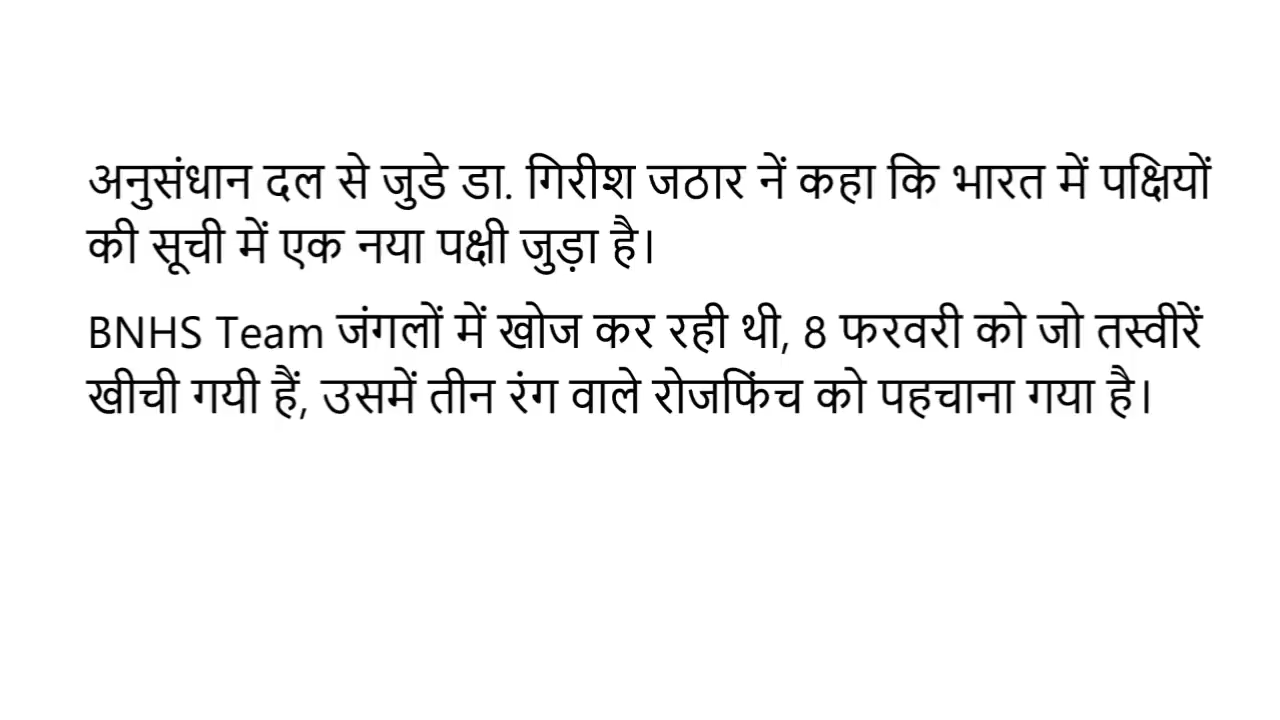 अनुसंधान दल से जुडे डा. गिरीश जठार नें कहा कि भारत में पक्षियों
की सूची में एक नया पक्षी जुड़ा है।
BNHS Team जंगलों में खोज कर रही थी, 8 फरवरी को जो तस्वीरें
खीची गयी हैं, उसमें तीन रंग वाले रोजफिंच को पहचाना गया है।